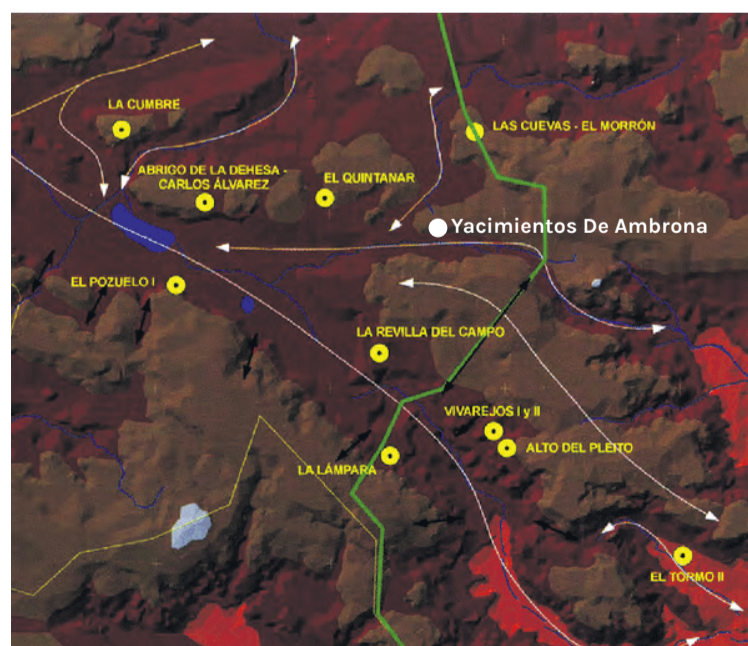 LA CUMBRE
LAS CUEVAS - EL MORRÓN
ABRIGO DE LA DEHESA -
CARLOS ÁLVAREZ
EL QUINTANAR
Yacimientos De Ambrona
EL POZUELO I
LA REVILLA DEL CAMPO
VIVAREJOS I y II
ALTO DEL PLEITO
LA LÁMPARA
EL TORMO II